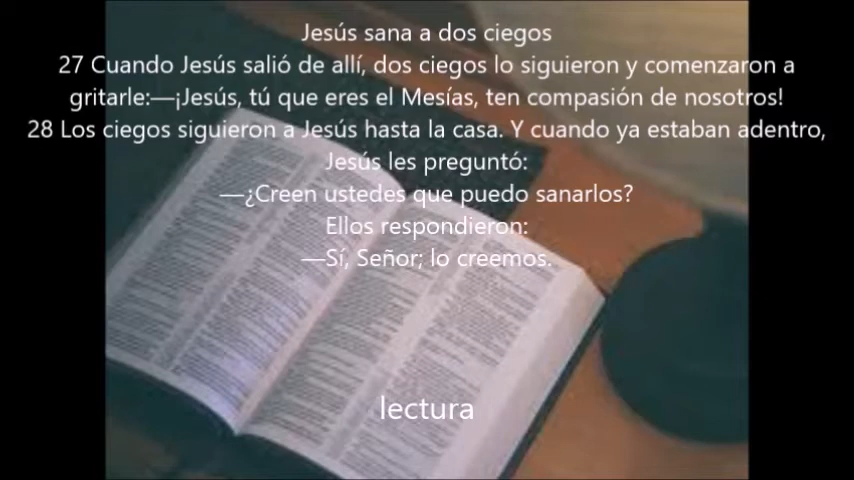 Jesús sana a dos ciegos
27 Cuando Jesús salió de allí, dos ciegos lo siguieron y comenzaron a
gritarle:—¡Jesús, tú que eres el Mesías, ten compasión de nosotros!
28 Los ciegos siguieron a Jesús hasta la casa. Y cuando ya estaban adentro,
Jesús les preguntó:
—¿Creen ustedes que puedo sanarlos?
Ellos respondieron:
—Sí, Señor; lo creemos.
lectura